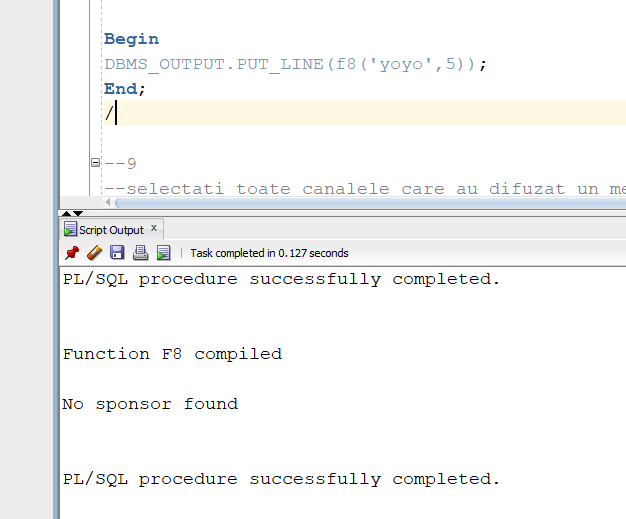 Begin
DBMS_OUTPUT.PUT_LINE(f8('yoyo',5));
End;
/
--9
--selectati toate canalele care au difuzat un me
Script Output x
Task completed in 0.127 seconds
PL/SQL procedure successfully completed.
Function F8 compiled
No sponsor found
PL/SQL procedure successfully completed.